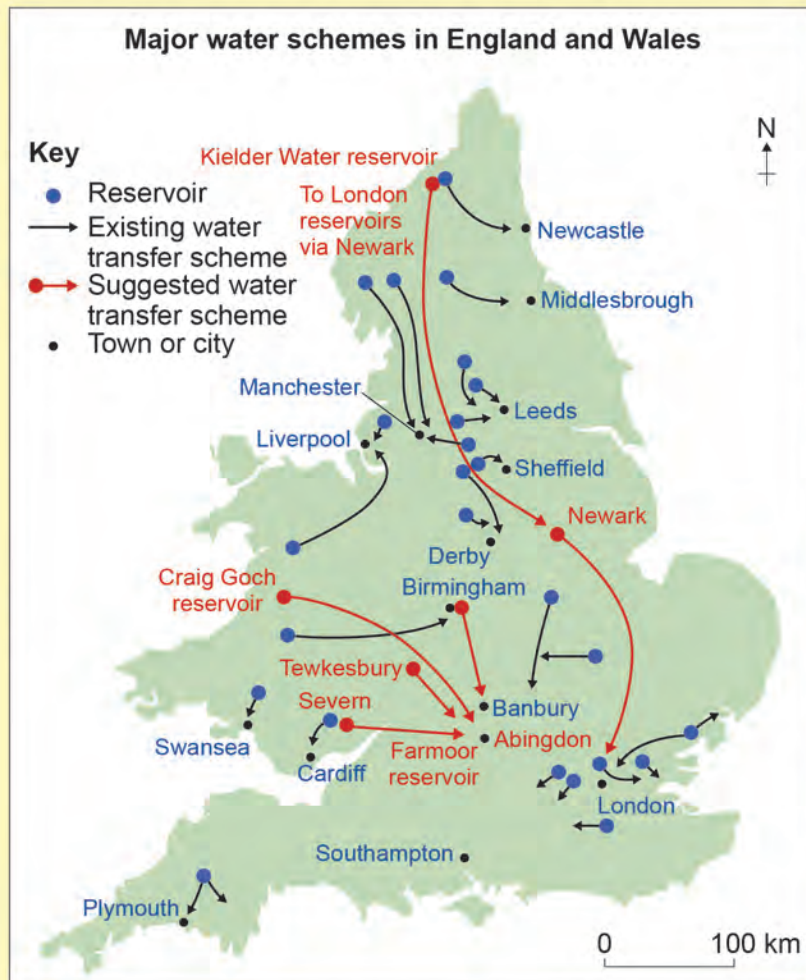 Major water schemes in England and Wales
Key
Reservoir
Existing water
transfer scheme
Suggested water
transfer scheme
Town or city
N
Kielder Water reservoir
To London
reservoirs
via Newark
Newcastle
Middlesbrough
Manchester
Leeds
Liverpool
Sheffield
Newark
Derby
Craig Goch
reservoir
Birmingham
Tewkesbury
Banbury
Severn
Abingdon
Farmoor
reservoir
Swansea
Cardiff
London
Southampton
Plymouth
0 100 km